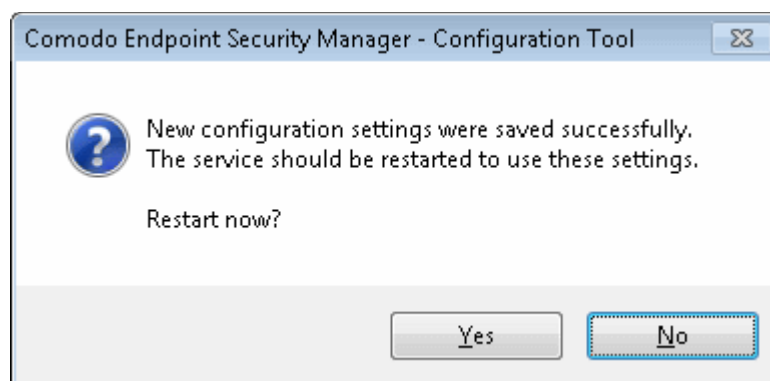 Comodo Endpoint Security Manager - Configuration Tool
New configuration settings were saved successfully.
The service should be restarted to use these settings.
Restart now?
Yes
No